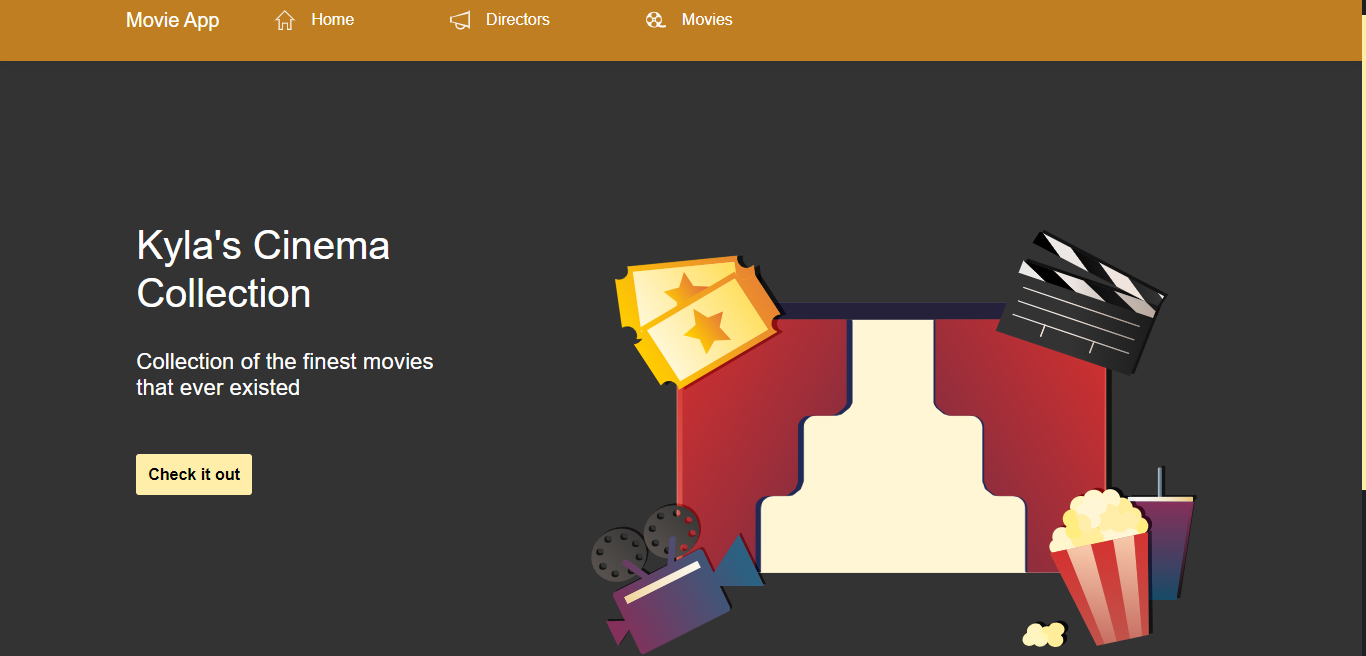 Movie App
Home
Directors
Movies
Kyla's Cinema
Collection
Collection of the finest movies
that ever existed
Check it out